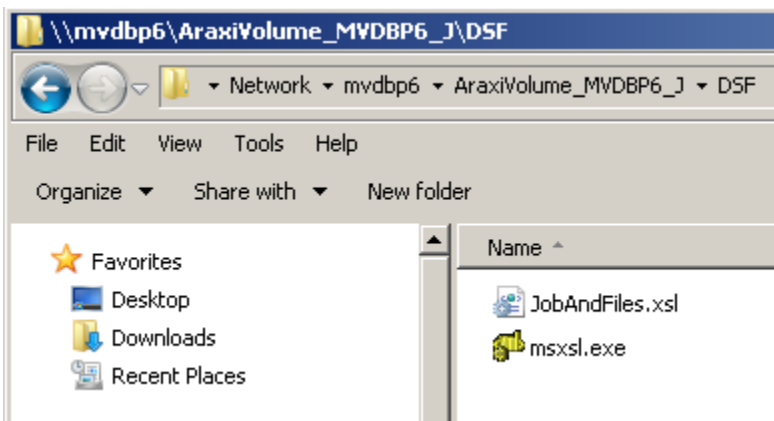 \\mvdbp6\AraxiVolume_MVDBP6_J\DSF
Network mvdbp6 AraxiVolume_MVDBP6_J DSF
File Edit View Tools Help
Organize Share with New folder
Favorites
Desktop
Downloads
Recent Places
Name
JobAndFiles.xsl
msxsl.exe